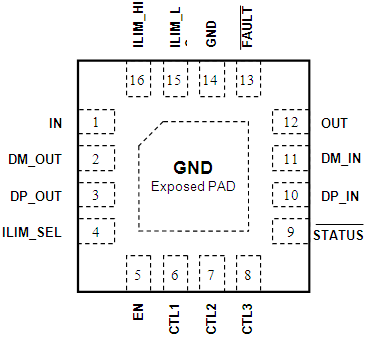 ILIM_HI
ILIM_L
GND
FAULT
16
15
14
13
IN
1
12
OUT
DM_OUT
2
11
DM_IN
GND
Exposed PAD
DP_OUT
3
10
DP_IN
ILIM_SEL
4
9
STATUS
5
6
7
8
EN
CTL1
CTL2
CTL3